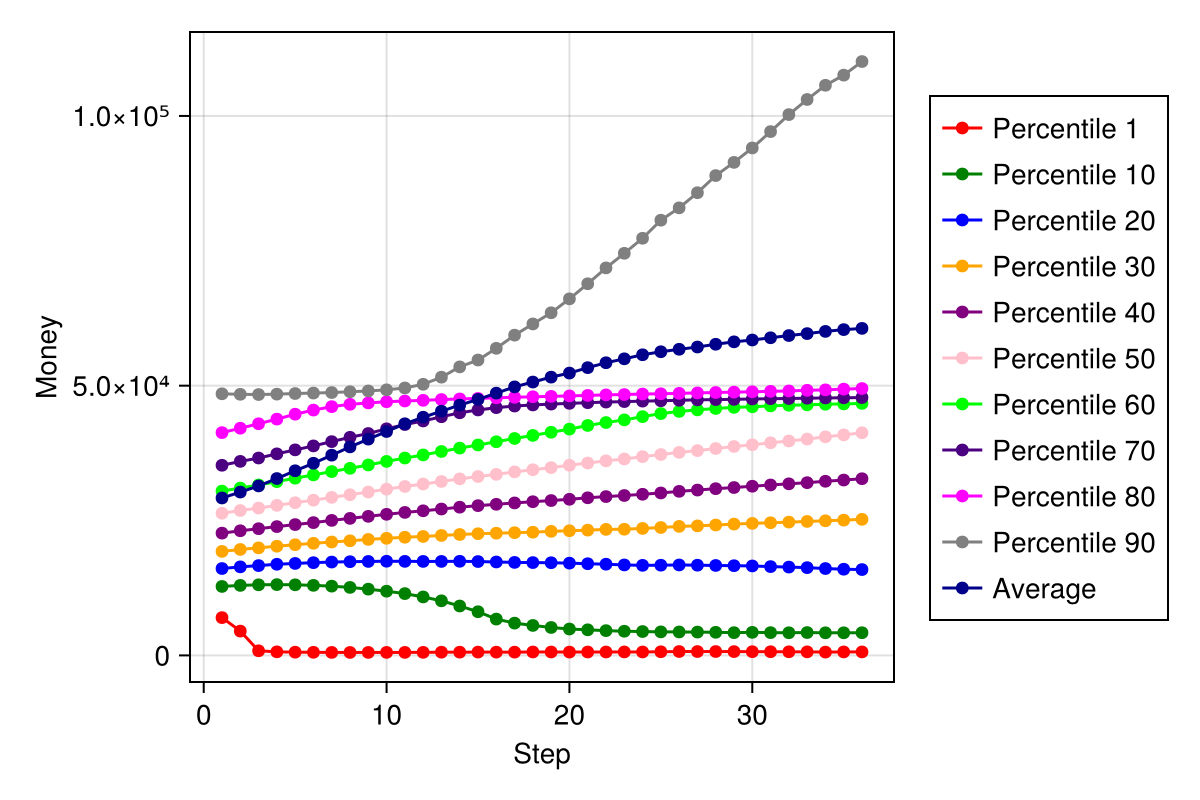 Money
1.0×10⁵
5.0×10⁴
0
0 10 20 30
Step
Percentile 1
Percentile 10
Percentile 20
Percentile 30
Percentile 40
Percentile 50
Percentile 60
Percentile 70
Percentile 80
Percentile 90
Average